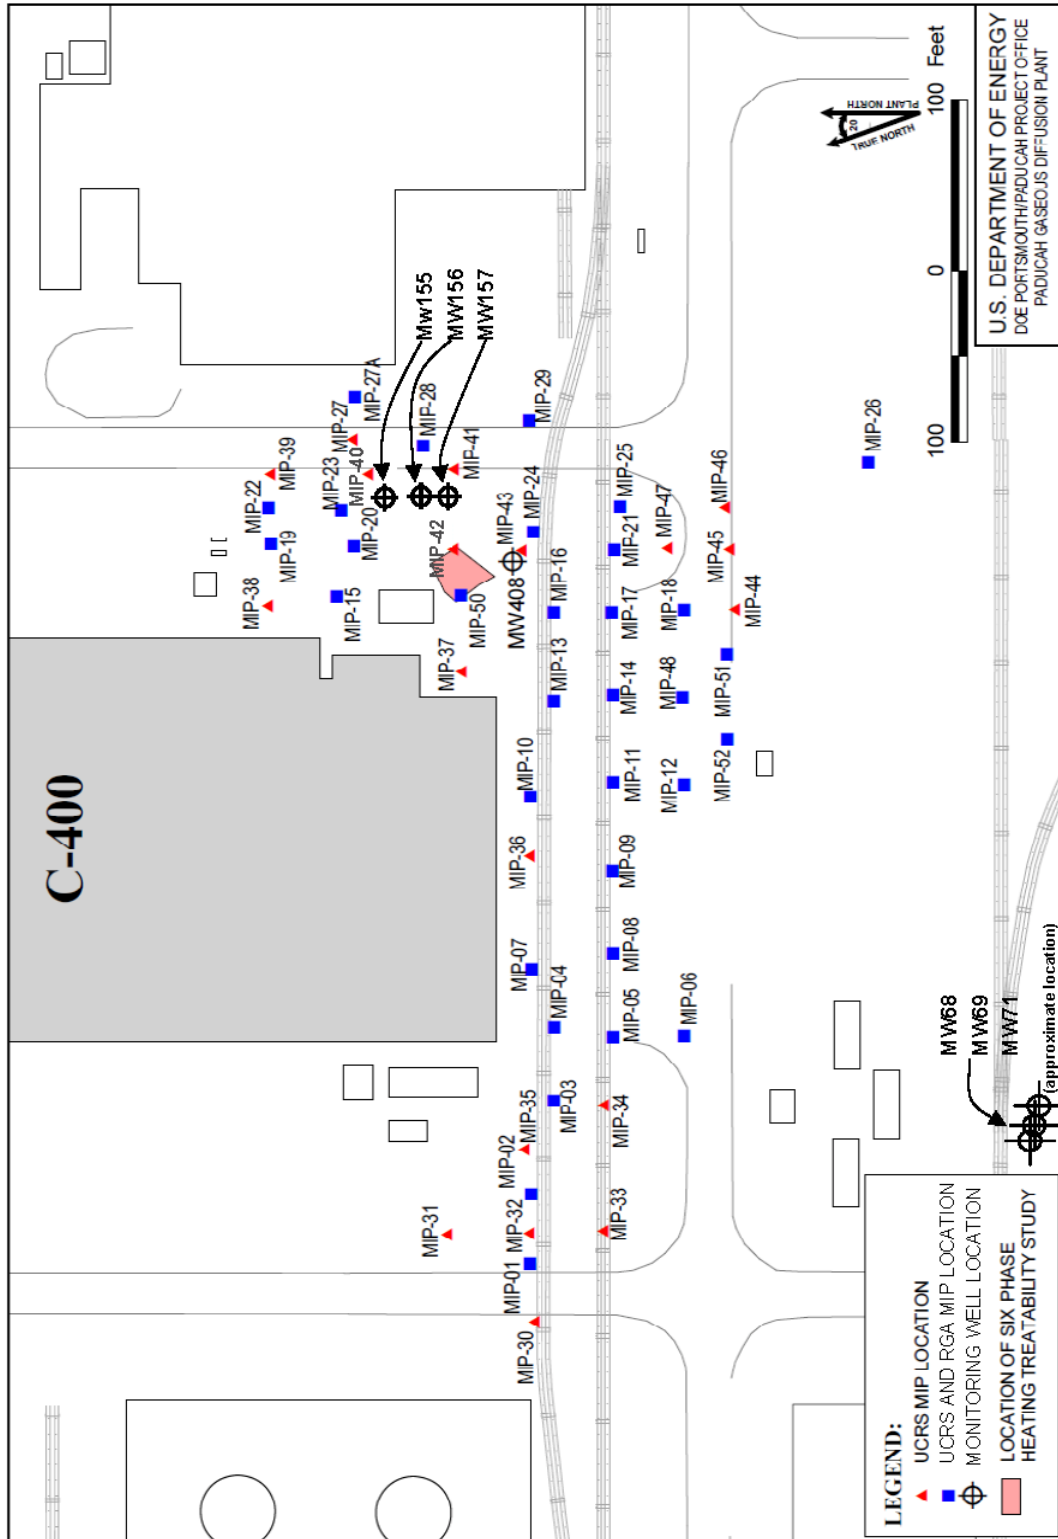 C-400
MIP-38
MIP-19
MIP-22
MIP-39
MIP-15
MIP-20
MIP-23
MIP-40
MIP-27
MIP-27A
Mw155
MW156
MW157
MIP-28
MIP-41
MIP-42
MIP-50
MIP-37
MW408
MIP-43
MIP-24
MIP-29
MIP-16
MIP-13
MIP-10
MIP-36
MIP-07
MIP-04
MIP-03
MIP-35
MIP-02
MIP-32
MIP-31
MIP-01
MIP-30
MIP-33
MIP-34
MIP-05
MIP-08
MIP-09
MIP-11
MIP-14
MIP-17
MIP-21
MIP-25
MIP-06
MIP-12
MIP-48
MIP-18
MIP-47
MIP-52
MIP-51
MIP-44
MIP-45
MIP-46
MIP-26
MW68
MW69
MW71
(approximate location)
TRUE NORTH
20
PLANT NORTH
100 0 100 Feet
LEGEND:
UCRS MIP LOCATION
UCRS AND RGA MIP LOCATION
MONITORING WELL LOCATION
LOCATION OF SIX PHASE
HEATING TREATABILITY STUDY
U.S. DEPARTMENT OF ENERGY
DOE PORTSMOUTH/PADUCAH PROJECT OFFICE
PADUCAH GASEOUS DIFFUSION PLANT